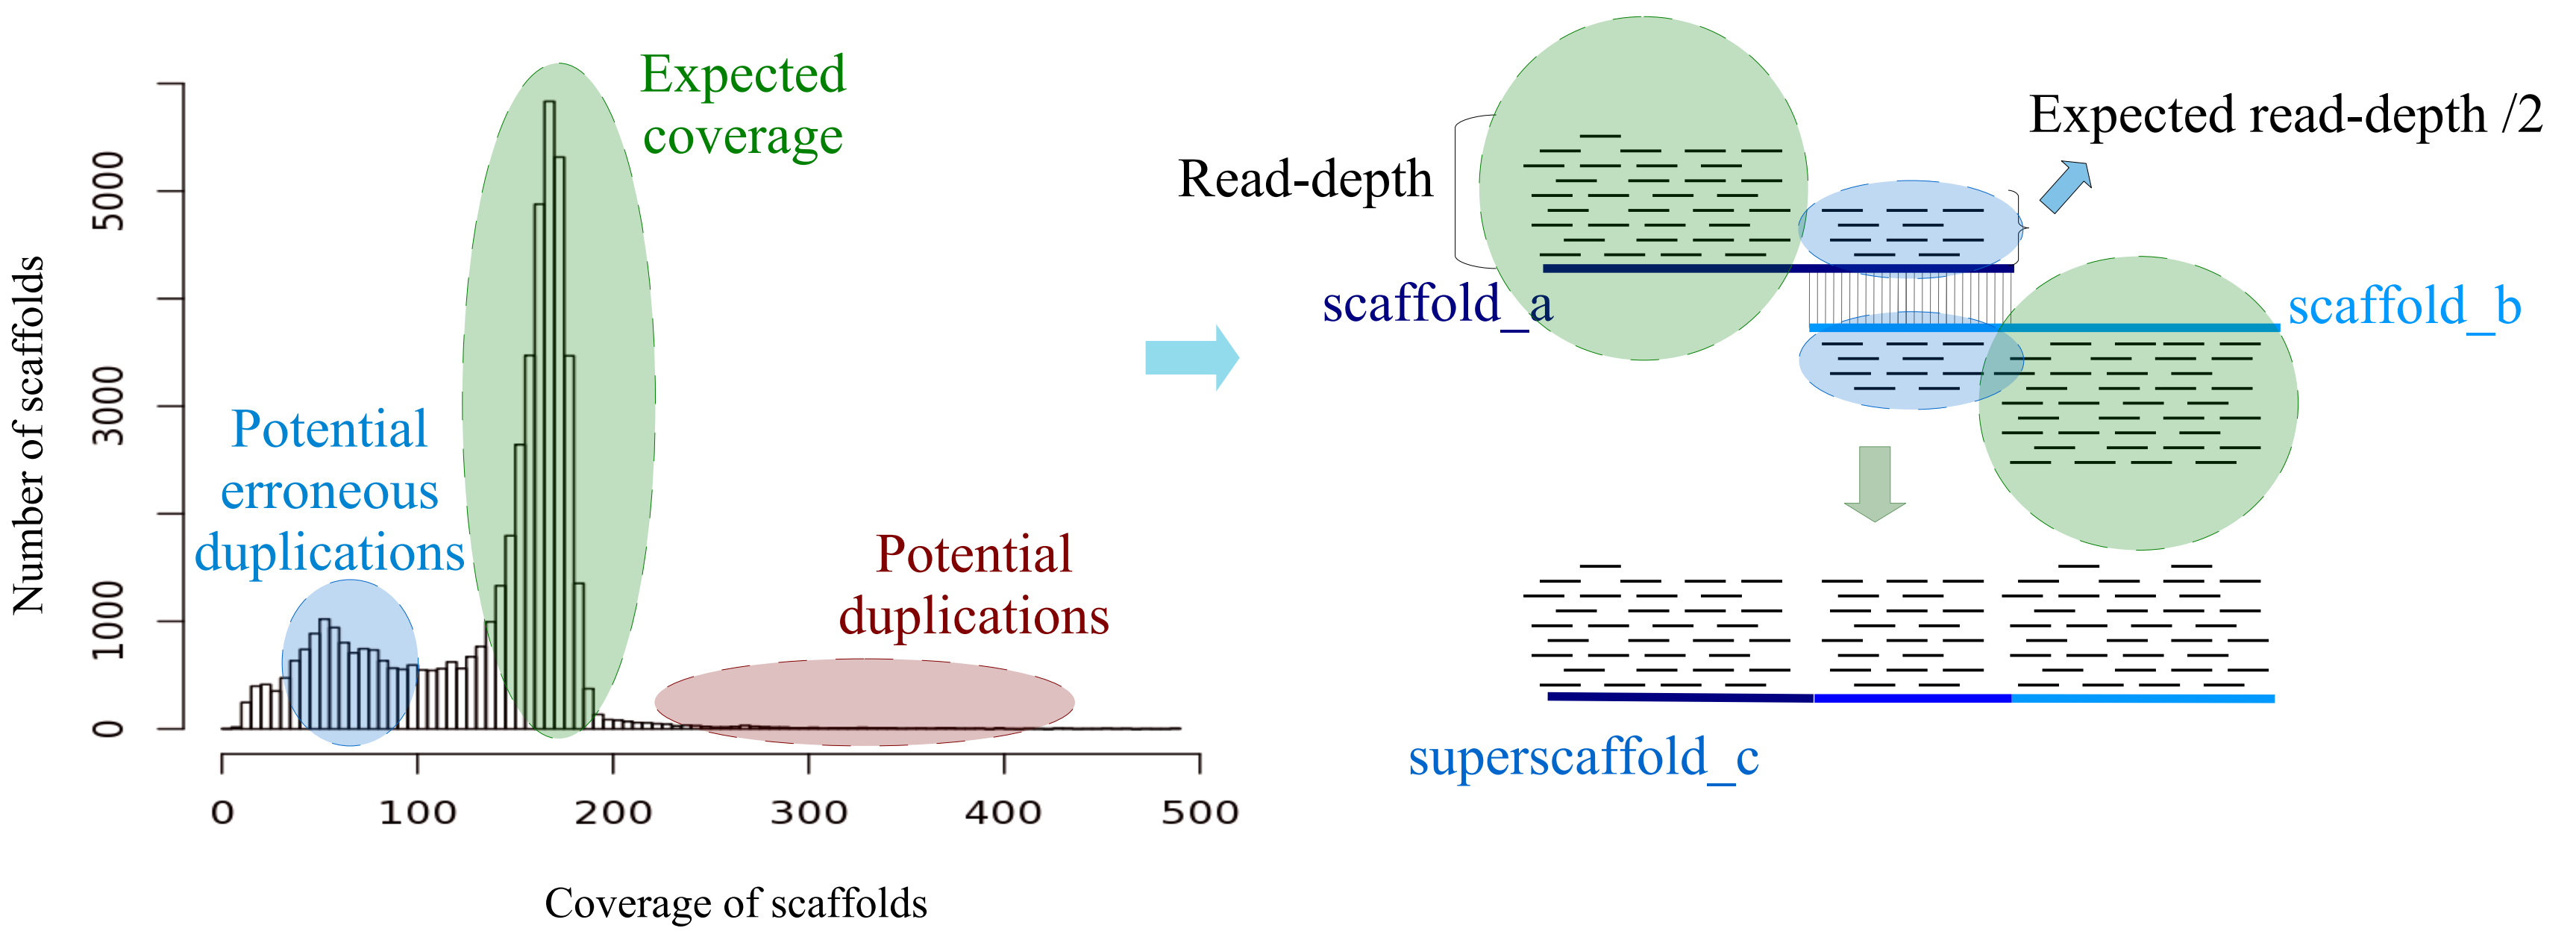 Number of scaffolds
5000
3000
1000
0
Expected
coverage
Potential
erroneous
duplications
Potential
duplications
0 100 200 300 400 500
Coverage of scaffolds
Read-depth
Expected read-depth /2
scaffold_a
scaffold_b
superscaffold_c